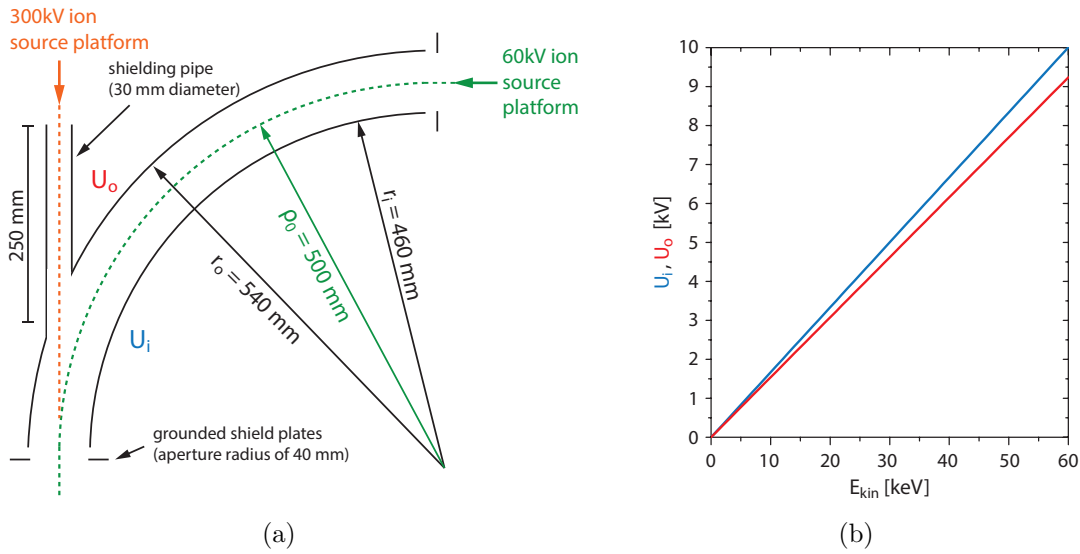 300kV ion
source platform
shielding pipe
(30 mm diameter)
60kV ion
source
platform
250 mm
Uₒ
Uᵢ
rₒ = 540 mm
ρ₀ = 500 mm
rᵢ = 460 mm
grounded shield plates
(aperture radius of 40 mm)
(a)
10
9
8
7
6
5
4
3
2
1
0
Uᵢ, Uₒ [kV]
0 10 20 30 40 50 60
Eₖᵢₙ [keV]
(b)